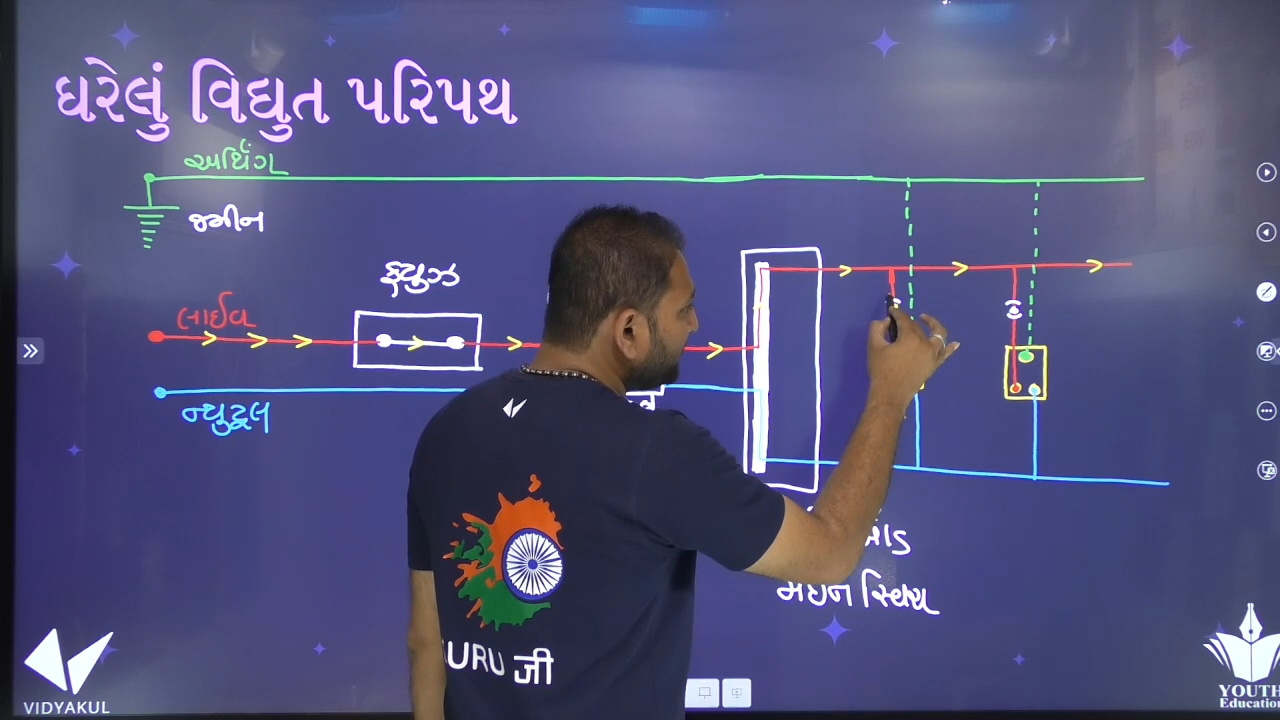 ઘરેલું વિદ્યુત પરિપથ
અર્થિંગ
જમીન
ફ્યુઝ
લાઈવ
ન્યુટ્રલ
મેઇન સ્વિચ
URU जी
VIDYAKUL
YOUTH
Education